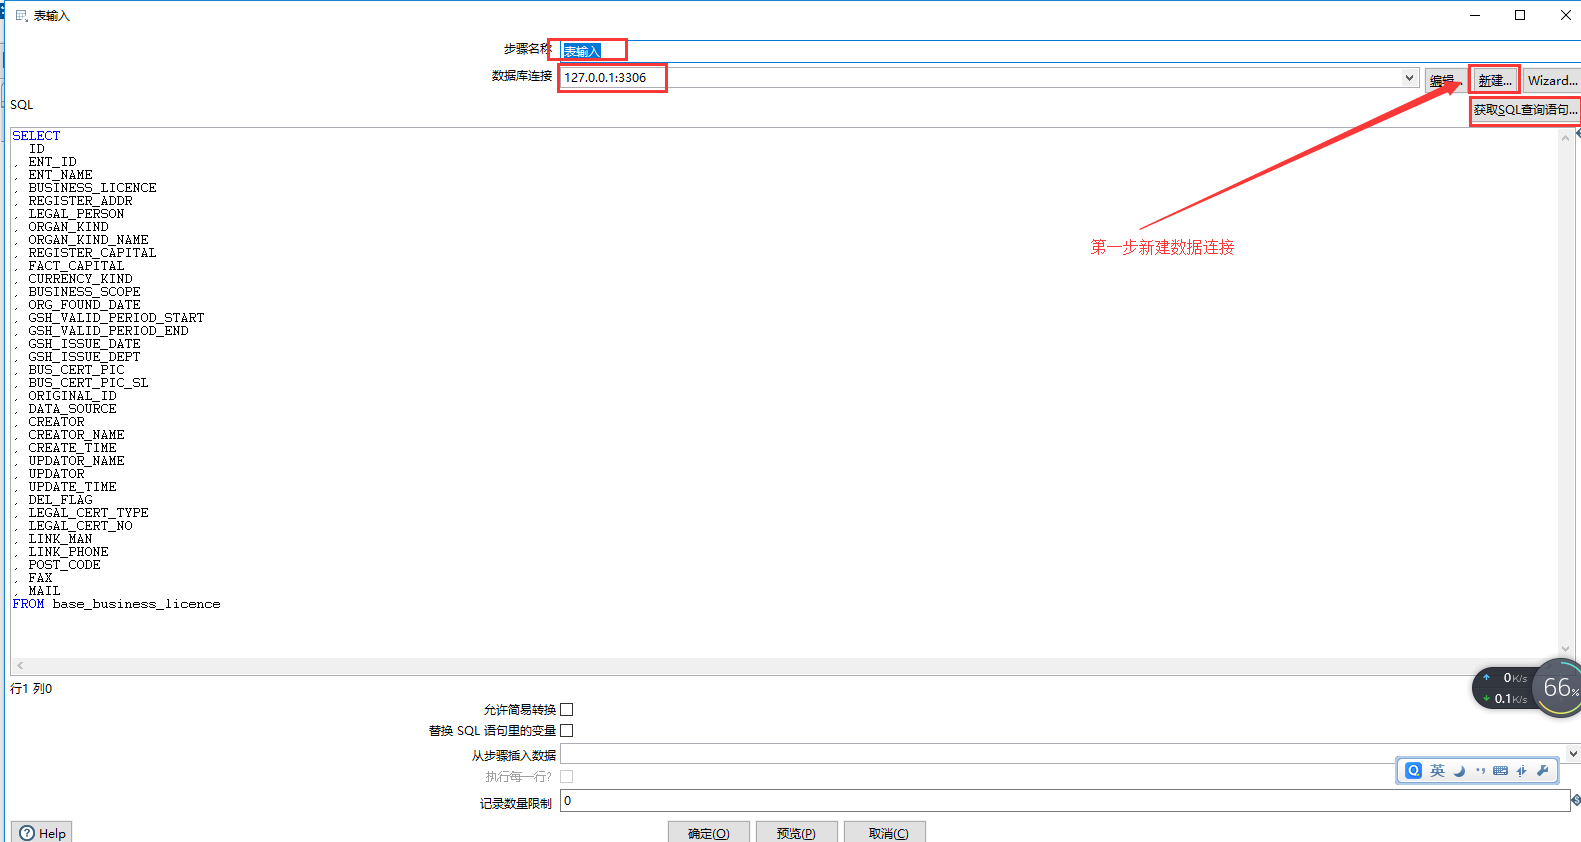 表输入
步骤名称 表输入
数据库连接 127.0.0.1:3306 编辑... 新建... Wizard...
SQL 获取SQL查询语句...
SELECT
ID
, ENT_ID
, ENT_NAME
, BUSINESS_LICENCE
, REGISTER_ADDR
, LEGAL_PERSON
, ORGAN_KIND
, ORGAN_KIND_NAME
, REGISTER_CAPITAL
, FACT_CAPITAL
, CURRENCY_KIND
, BUSINESS_SCOPE
, ORG_FOUND_DATE
, GSH_VALID_PERIOD_START
, GSH_VALID_PERIOD_END
, GSH_ISSUE_DATE
, GSH_ISSUE_DEPT
, BUS_CERT_PIC
, BUS_CERT_PIC_SL
, ORIGINAL_ID
, DATA_SOURCE
, CREATOR
, CREATOR_NAME
, CREATE_TIME
, UPDATOR_NAME
, UPDATOR
, UPDATE_TIME
, DEL_FLAG
, LEGAL_CERT_TYPE
, LEGAL_CERT_NO
, LINK_MAN
, LINK_PHONE
, POST_CODE
, FAX
, MAIL
FROM base_business_licence
第一步新建数据连接
行1 列0
0K/s
0.1K/s
66%
允许简易转换
替换 SQL 语句里的变量
从步骤插入数据
执行每一行?
英
记录数量限制 0
Help 确定(O) 预览(P) 取消(C)